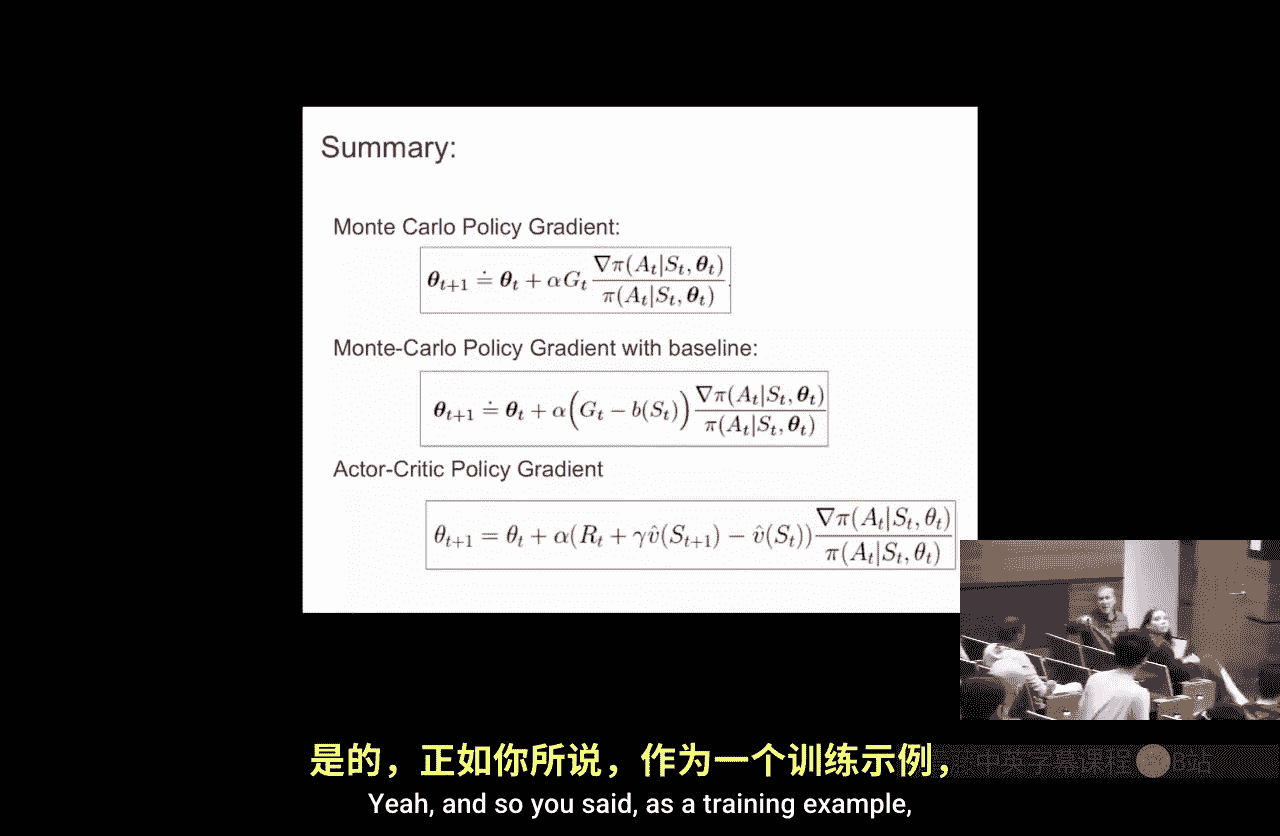 Summary:
Monte Carlo Policy Gradient:
θ_{t+1} ≐ θ_t + αG_t ∇π(A_t|S_t, θ_t) / π(A_t|S_t, θ_t).
Monte-Carlo Policy Gradient with baseline:
θ_{t+1} ≐ θ_t + α(G_t − b(S_t)) ∇π(A_t|S_t, θ_t) / π(A_t|S_t, θ_t)
Actor-Critic Policy Gradient
θ_{t+1} = θ_t + α(R_t + γv̂(S_{t+1}) − v̂(S_t)) ∇π(A_t|S_t, θ_t) / π(A_t|S_t, θ_t)
是的，正如你所说，作为一个训练示例，
中英字幕课程 B站
Yeah, and so you said, as a training example,